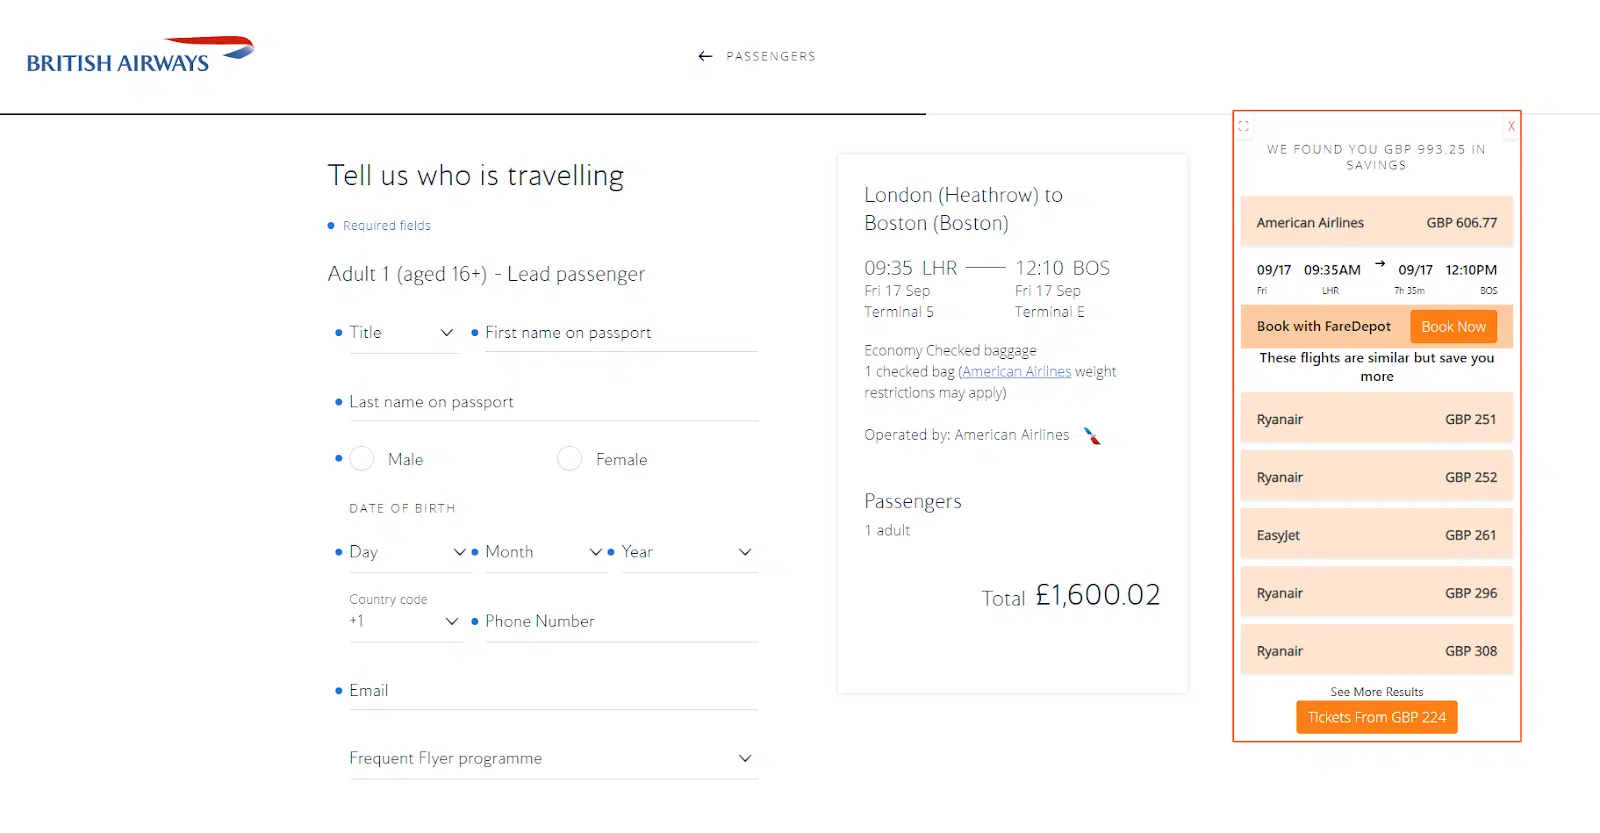 BRITISH AIRWAYS
← PASSENGERS
Tell us who is travelling
Required fields
Adult 1 (aged 16+) - Lead passenger
Title
First name on passport
Last name on passport
Male
Female
DATE OF BIRTH
Day
Month
Year
Country code
+1
Phone Number
Email
Frequent Flyer programme
London (Heathrow) to
Boston (Boston)
09:35 LHR 12:10 BOS
Fri 17 Sep Fri 17 Sep
Terminal 5 Terminal E
Economy Checked baggage
1 checked bag (American Airlines weight
restrictions may apply)
Operated by: American Airlines
Passengers
1 adult
Total £1,600.02
X
WE FOUND YOU GBP 993.25 IN
SAVINGS
American Airlines GBP 606.77
09/17 09:35AM → 09/17 12:10PM
Fri LHR 7h 35m BOS
Book with FareDepot Book Now
These flights are similar but save you
more
Ryanair GBP 251
Ryanair GBP 252
EasyJet GBP 261
Ryanair GBP 296
Ryanair GBP 308
See More Results
Tickets From GBP 224